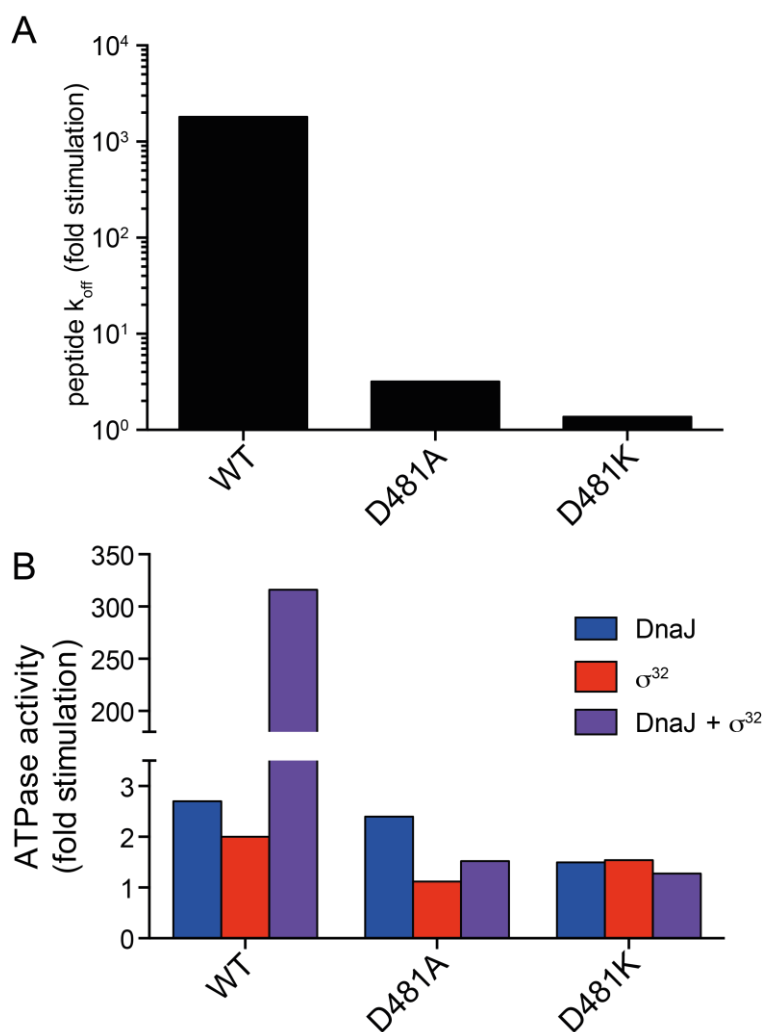 A
peptide k_off (fold stimulation)
10⁴
10³
10²
10¹
10⁰
WT
D481A
D481K
B
ATPase activity
(fold stimulation)
350
300
250
200
3
2
1
0
DnaJ
σ³²
DnaJ + σ³²
WT
D481A
D481K